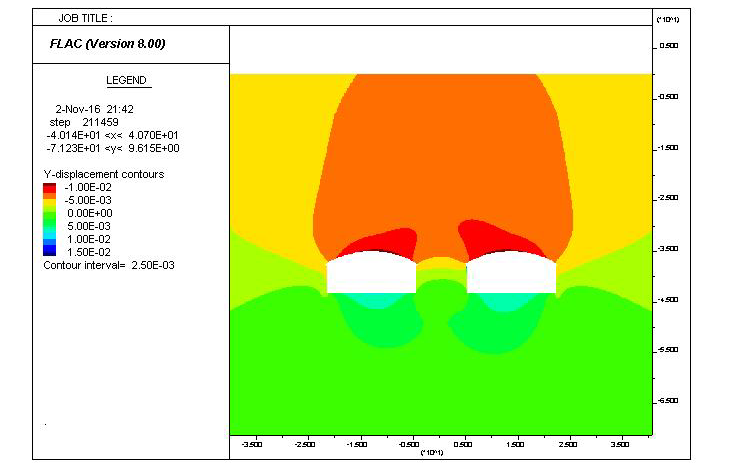 JOB TITLE :
FLAC (Version 8.00)
LEGEND
2-Nov-16 21:42
step 211459
-4.014E+01 <x< 4.070E+01
-7.123E+01 <y< 9.615E+00
Y-displacement contours
-1.00E-02
-5.00E-03
0.00E+00
5.00E-03
1.00E-02
1.50E-02
Contour interval= 2.50E-03
(*10^1)
0.500
-0.500
-1.500
-2.500
-3.500
-4.500
-5.500
-6.500
-3.500 -2.500 -1.500 -0.500 0.500 1.500 2.500 3.500
(*10^1)